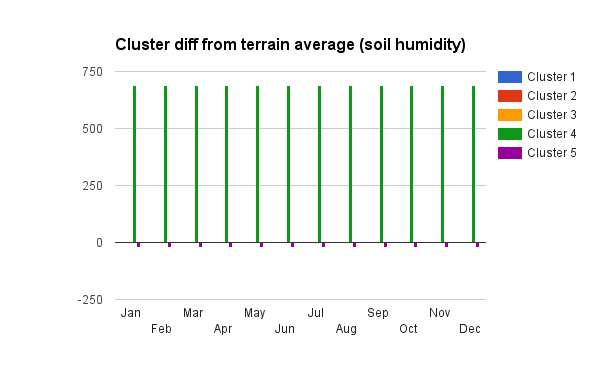 Cluster diff from terrain average (soil humidity)
750
500
250
0
-250
Jan
Feb
Mar
Apr
May
Jun
Jul
Aug
Sep
Oct
Nov
Dec
Cluster 1
Cluster 2
Cluster 3
Cluster 4
Cluster 5